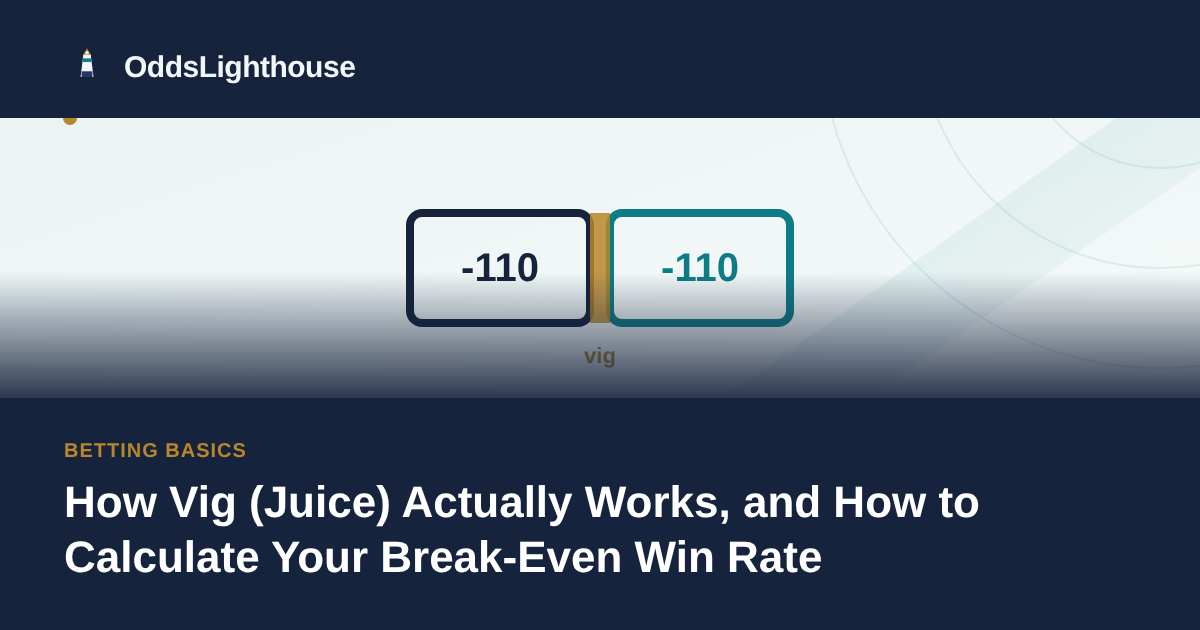 OddsLighthouse
-110 -110
vig
BETTING BASICS
How Vig (Juice) Actually Works, and How to
Calculate Your Break-Even Win Rate